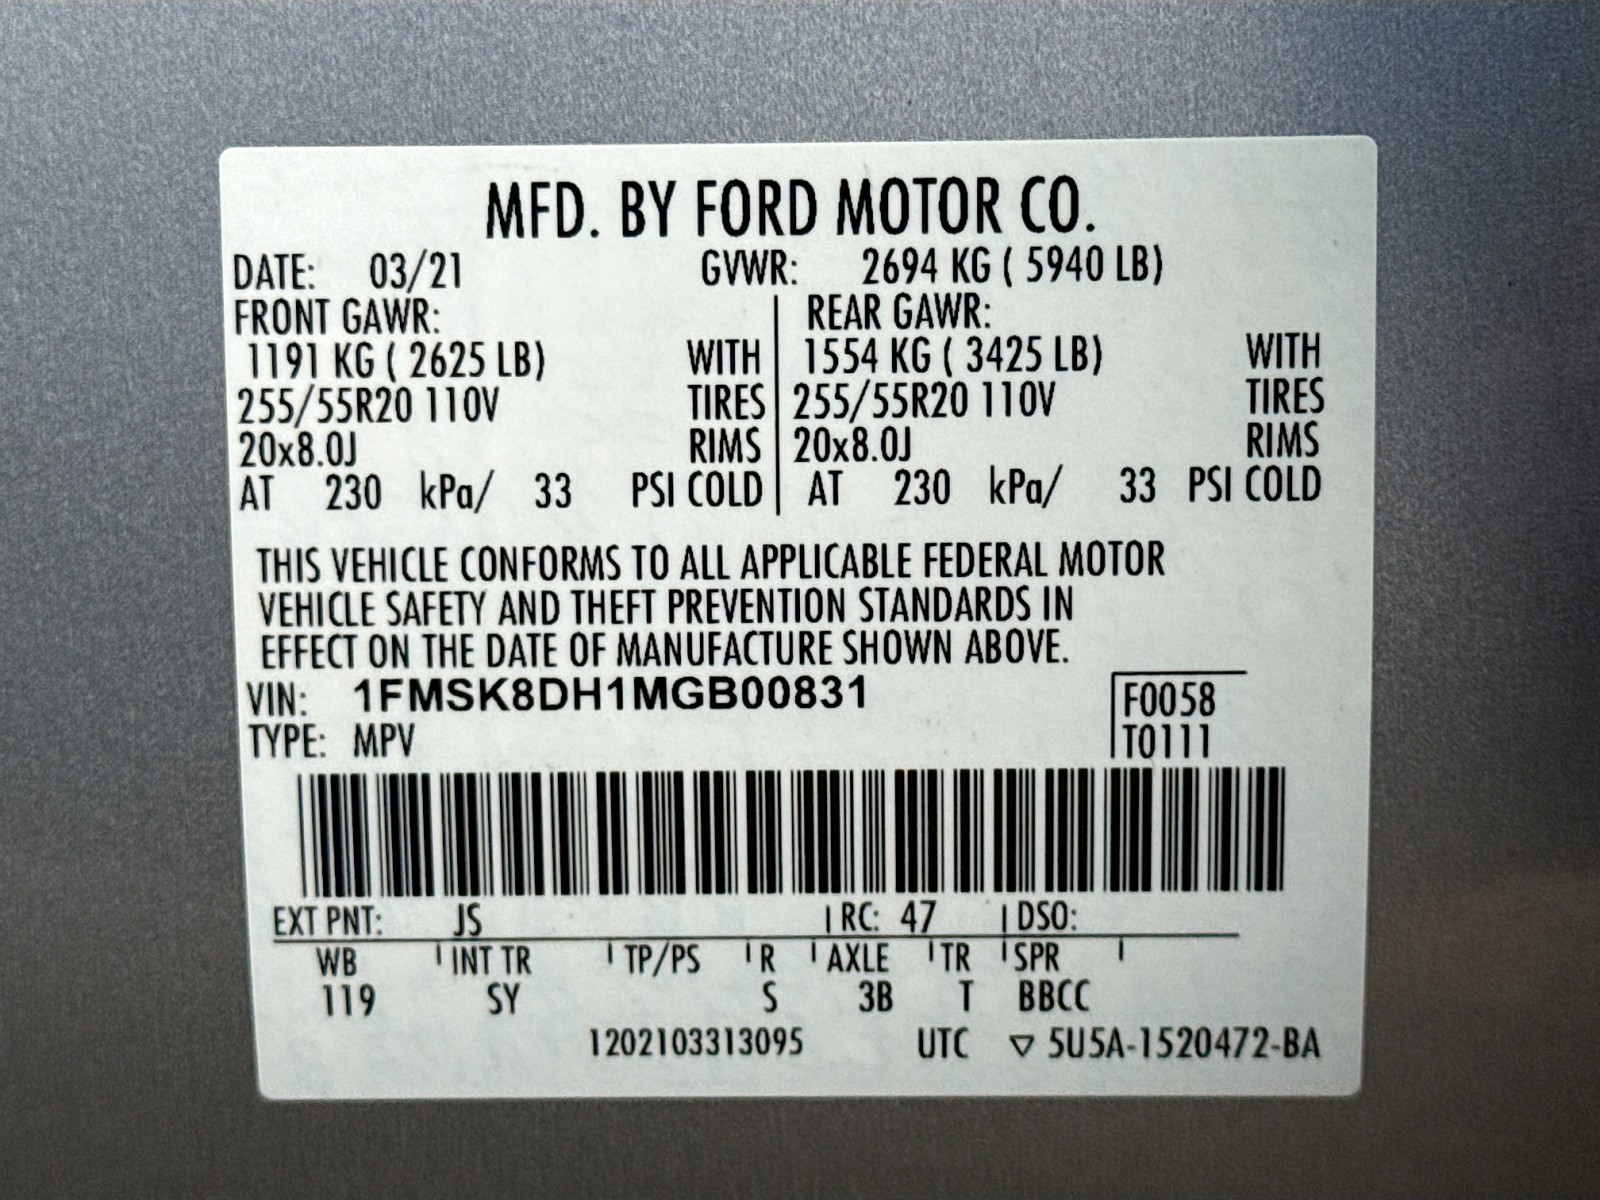 MFD. BY FORD MOTOR CO.
DATE: 03/21 GVWR: 2694 KG ( 5940 LB)
FRONT GAWR: REAR GAWR:
1191 KG ( 2625 LB) WITH 1554 KG ( 3425 LB) WITH
255/55R20 110V TIRES 255/55R20 110V TIRES
20x8.0J RIMS 20x8.0J RIMS
AT 230 kPa/ 33 PSI COLD AT 230 kPa/ 33 PSI COLD
THIS VEHICLE CONFORMS TO ALL APPLICABLE FEDERAL MOTOR
VEHICLE SAFETY AND THEFT PREVENTION STANDARDS IN
EFFECT ON THE DATE OF MANUFACTURE SHOWN ABOVE.
VIN: 1FMSK8DH1MGB00831 F0058
TYPE: MPV T0111
EXT PNT: JS RC: 47 DSO:
WB INT TR TP/PS R AXLE TR SPR
119 SY S 3B T BBCC
1202103313095 UTC ▽ 5U5A-1520472-BA